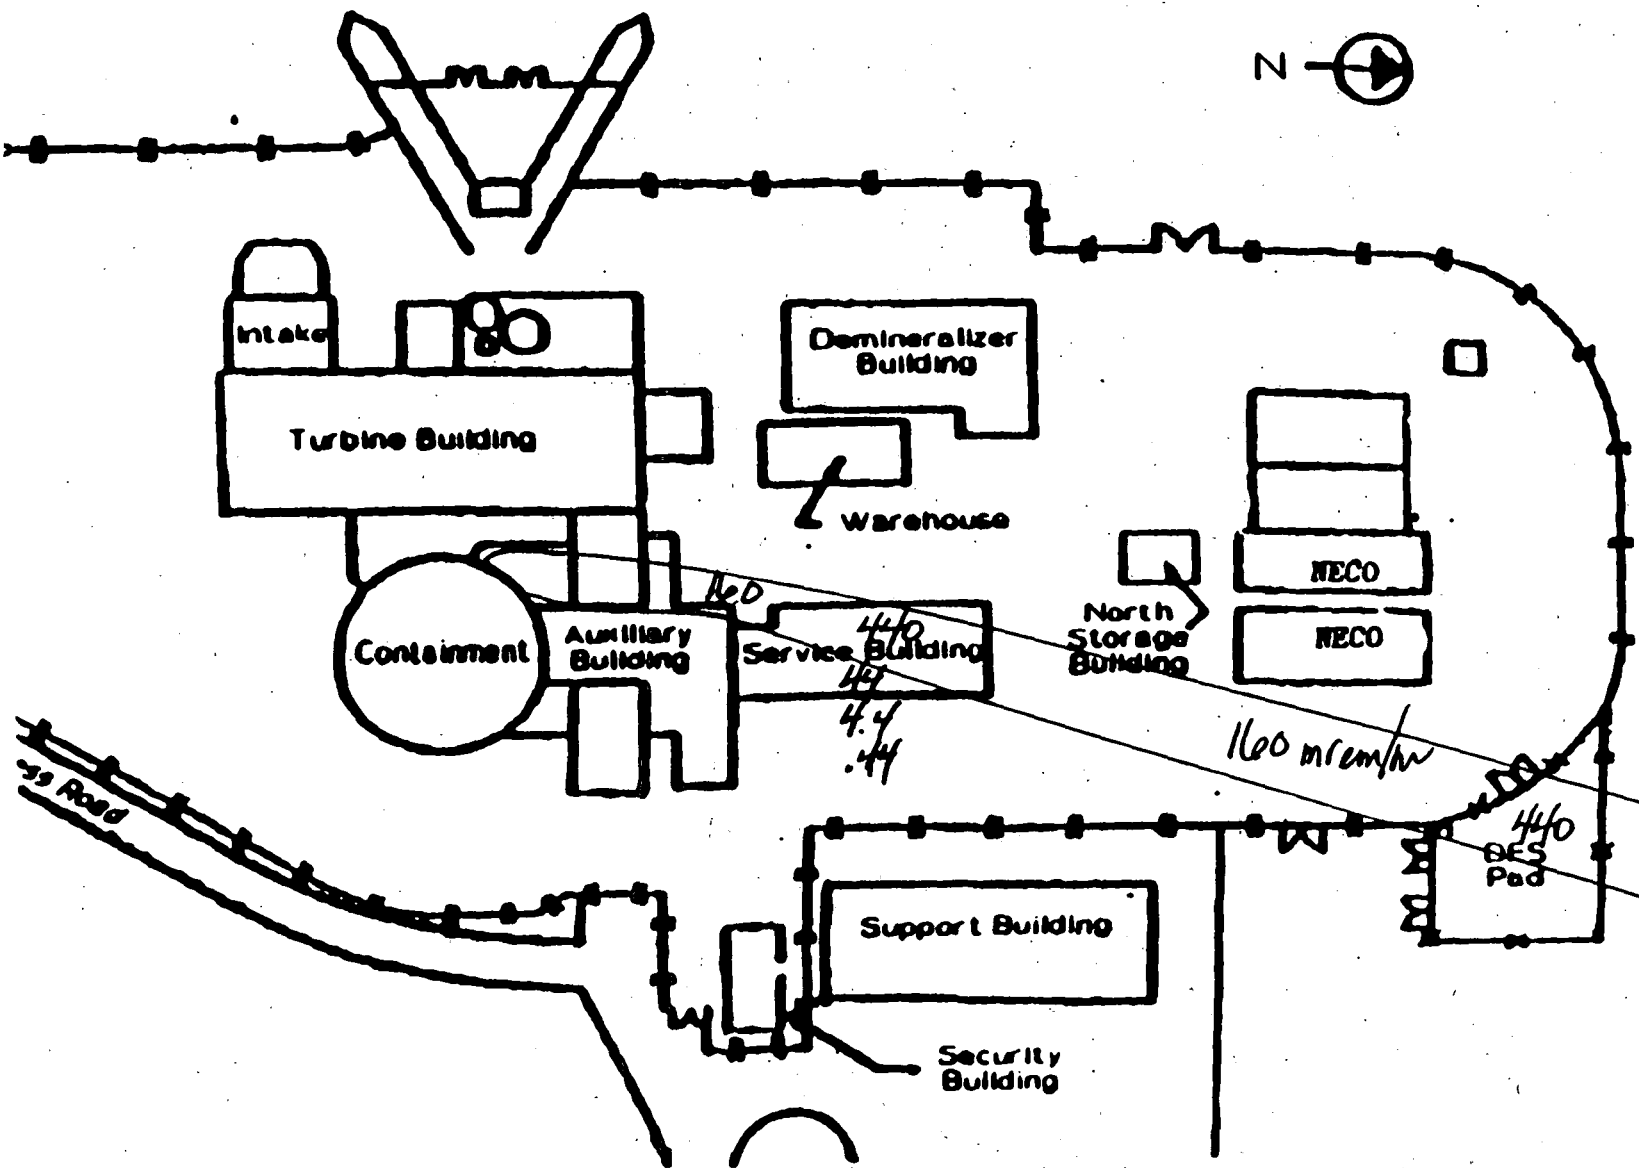 N
Intake
Demineralizer
Building
Turbine Building
Warehouse
NECO
160
North
Storage
Building
NECO
Containment
Auxiliary
Building
440
Service Building
44
4.4
.44
160 mrem/hr
Road
440
Pad
Support Building
Security
Building